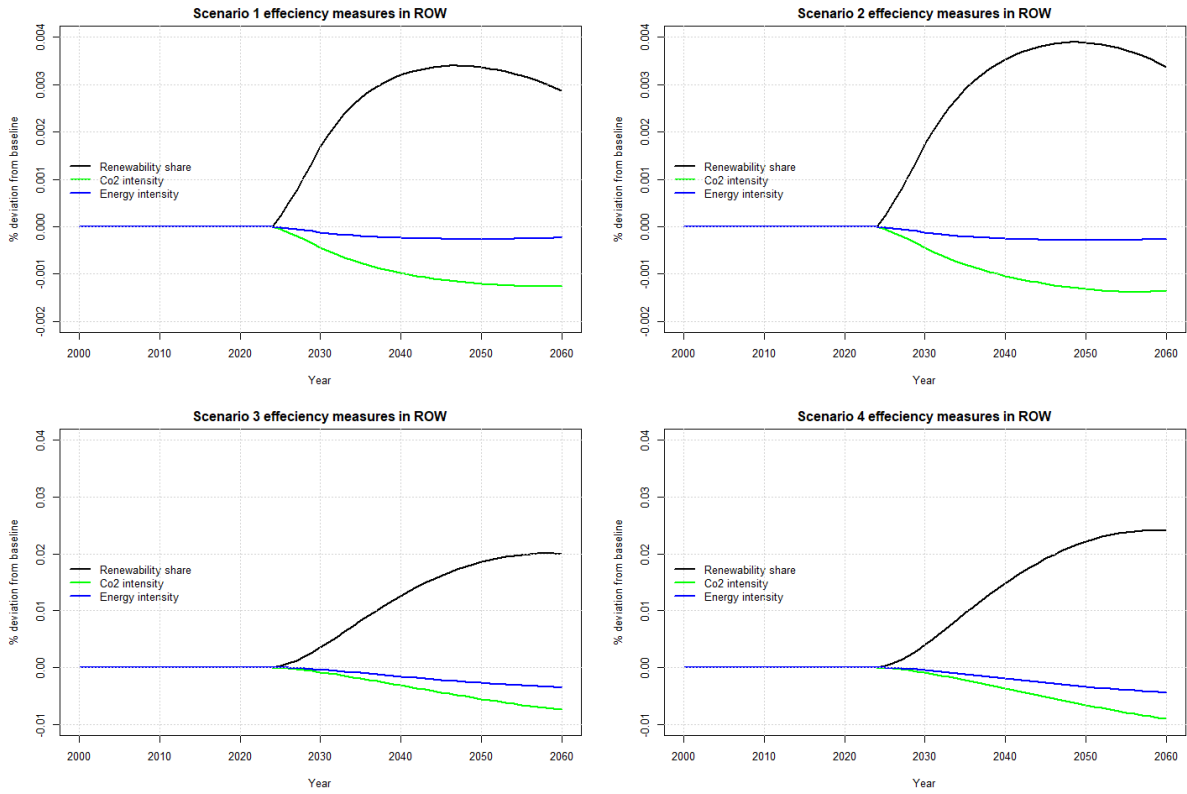 Scenario 1 effeciency measures in ROW
% deviation from baseline
0.004
0.003
0.002
0.001
0.000
-0.001
-0.002
Renewability share
Co2 intensity
Energy intensity
2000 2010 2020 2030 2040 2050 2060
Year
Scenario 2 effeciency measures in ROW
% deviation from baseline
0.004
0.003
0.002
0.001
0.000
-0.001
-0.002
Renewability share
Co2 intensity
Energy intensity
2000 2010 2020 2030 2040 2050 2060
Year
Scenario 3 effeciency measures in ROW
% deviation from baseline
0.04
0.03
0.02
0.01
0.00
-0.01
Renewability share
Co2 intensity
Energy intensity
2000 2010 2020 2030 2040 2050 2060
Year
Scenario 4 effeciency measures in ROW
% deviation from baseline
0.04
0.03
0.02
0.01
0.00
-0.01
Renewability share
Co2 intensity
Energy intensity
2000 2010 2020 2030 2040 2050 2060
Year